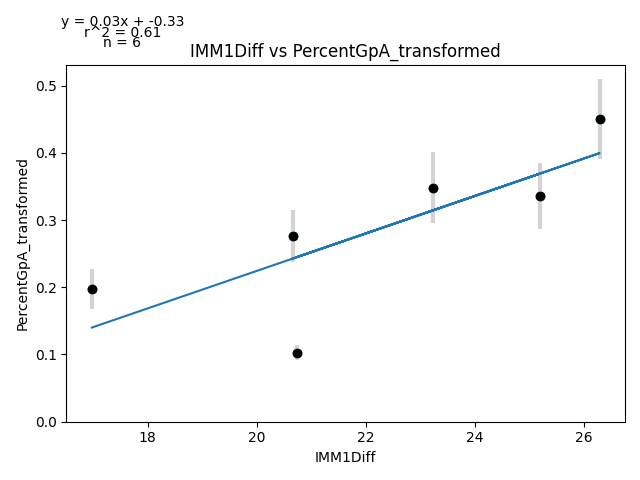 y = 0.03x + -0.33
r^2 = 0.61
n = 6
IMM1Diff vs PercentGpA_transformed
PercentGpA_transformed
0.5
0.4
0.3
0.2
0.1
0.0
18 20 22 24 26
IMM1Diff